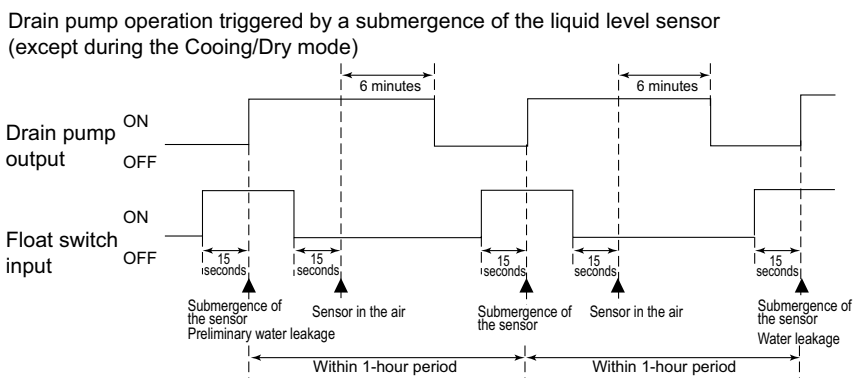 Drain pump operation triggered by a submergence of the liquid level sensor
(except during the Cooing/Dry mode)
6 minutes
6 minutes
Drain pump
output
ON
OFF
Float switch
input
ON
OFF
15
seconds
15
seconds
15
seconds
15
seconds
15
seconds
Submergence of
the sensor
Preliminary water leakage
Sensor in the air
Submergence of
the sensor
Sensor in the air
Submergence of
the sensor
Water leakage
Within 1-hour period
Within 1-hour period